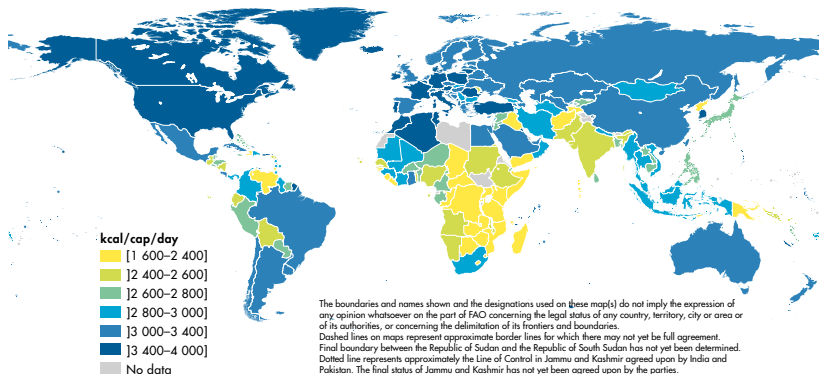 kcal/cap/day
[1 600–2 400]
]2 400–2 600]
]2 600–2 800]
]2 800–3 000]
]3 000–3 400]
]3 400–4 000]
No data
The boundaries and names shown and the designations used on these map(s) do not imply the expression of
any opinion whatsoever on the part of FAO concerning the legal status of any country, territory, city or area or
of its authorities, or concerning the delimitation of its frontiers and boundaries.
Dashed lines on maps represent approximate border lines for which there may not yet be full agreement.
Final boundary between the Republic of Sudan and the Republic of South Sudan has not yet been determined.
Dotted line represents approximately the Line of Control in Jammu and Kashmir agreed upon by India and
Pakistan. The final status of Jammu and Kashmir has not yet been agreed upon by the parties.